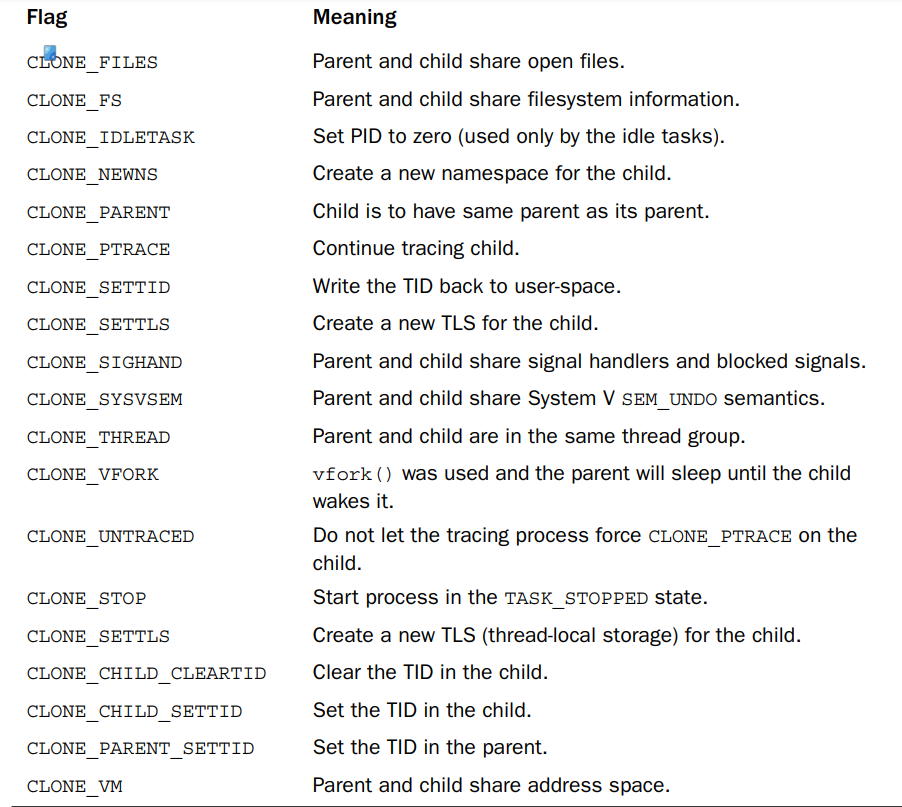 Flag Meaning
CLONE_FILES Parent and child share open files.
CLONE_FS Parent and child share filesystem information.
CLONE_IDLETASK Set PID to zero (used only by the idle tasks).
CLONE_NEWNS Create a new namespace for the child.
CLONE_PARENT Child is to have same parent as its parent.
CLONE_PTRACE Continue tracing child.
CLONE_SETTID Write the TID back to user-space.
CLONE_SETTLS Create a new TLS for the child.
CLONE_SIGHAND Parent and child share signal handlers and blocked signals.
CLONE_SYSVSEM Parent and child share System V SEM_UNDO semantics.
CLONE_THREAD Parent and child are in the same thread group.
CLONE_VFORK vfork() was used and the parent will sleep until the child
wakes it.
CLONE_UNTRACED Do not let the tracing process force CLONE_PTRACE on the
child.
CLONE_STOP Start process in the TASK_STOPPED state.
CLONE_SETTLS Create a new TLS (thread-local storage) for the child.
CLONE_CHILD_CLEARTID Clear the TID in the child.
CLONE_CHILD_SETTID Set the TID in the child.
CLONE_PARENT_SETTID Set the TID in the parent.
CLONE_VM Parent and child share address space.